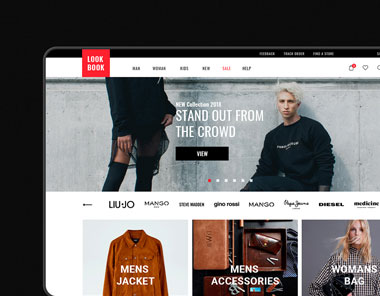 FEEDBACK TRACK ORDER FIND A STORE
LOOK
BOOK
MAN WOMAN KIDS NEW SALE HELP
NEW Collection 2018
STAND OUT FROM
THE CROWD
VIEW
LIU·JO MANGO STEVE MADDEN gino rossi MANGO Pepe Jeans DIESEL medicine
MENS
JACKET
MENS
ACCESSORIES
WOMANS
BAG